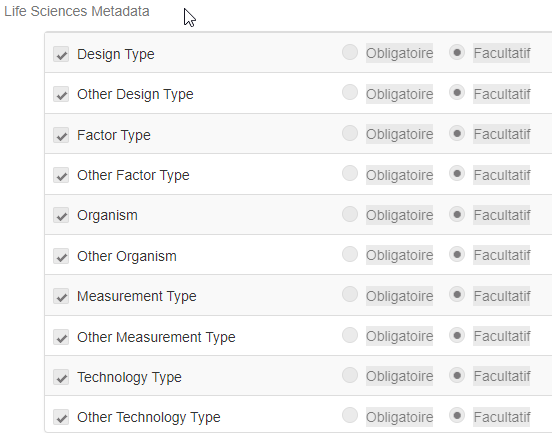 Life Sciences Metadata
Design Type Obligatoire Facultatif
Other Design Type Obligatoire Facultatif
Factor Type Obligatoire Facultatif
Other Factor Type Obligatoire Facultatif
Organism Obligatoire Facultatif
Other Organism Obligatoire Facultatif
Measurement Type Obligatoire Facultatif
Other Measurement Type Obligatoire Facultatif
Technology Type Obligatoire Facultatif
Other Technology Type Obligatoire Facultatif